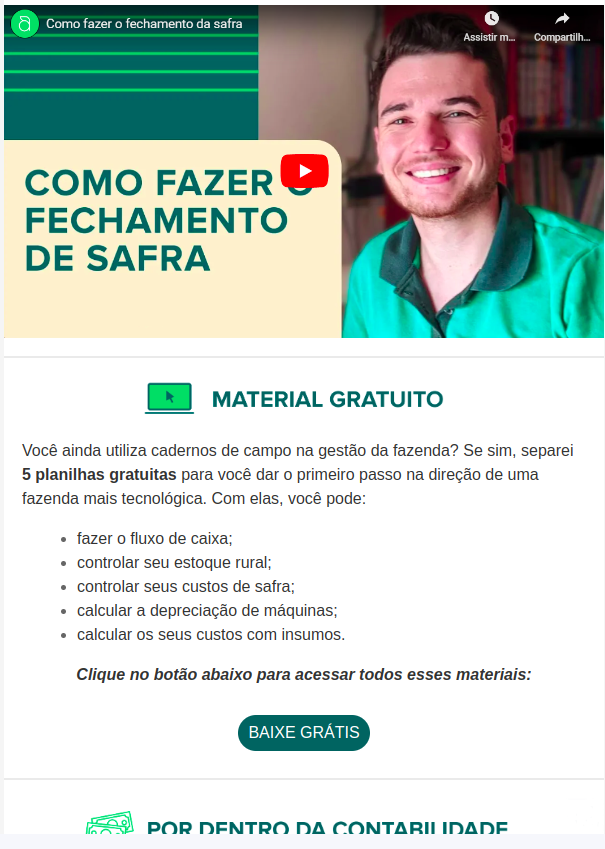 Como fazer o fechamento da safra
Assistir m...
Compartilh...
COMO FAZER O
FECHAMENTO
DE SAFRA
MATERIAL GRATUITO
Você ainda utiliza cadernos de campo na gestão da fazenda? Se sim, separei
5 planilhas gratuitas para você dar o primeiro passo na direção de uma
fazenda mais tecnológica. Com elas, você pode:
• fazer o fluxo de caixa;
• controlar seu estoque rural;
• controlar seus custos de safra;
• calcular a depreciação de máquinas;
• calcular os seus custos com insumos.
Clique no botão abaixo para acessar todos esses materiais:
BAIXE GRÁTIS
POR DENTRO DA CONTABILIDADE